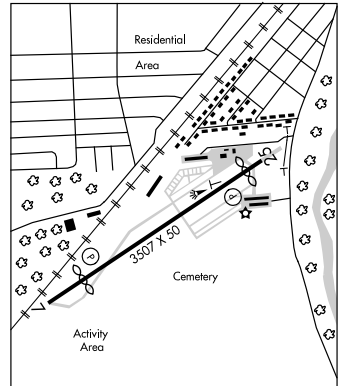 Residential
Area
25
P
3507 X 50
P
Cemetery
7
Activity
Area